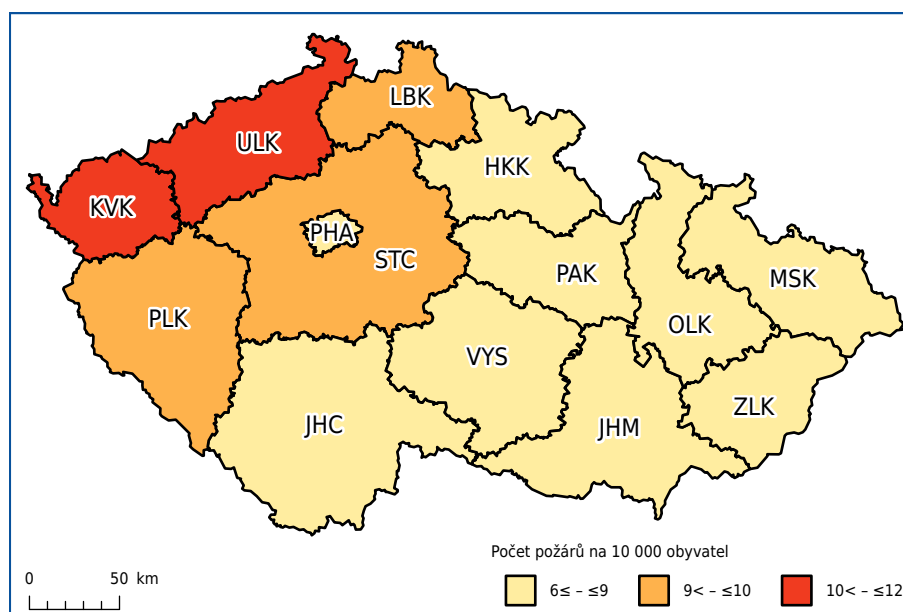 LBK
ULK
HKK
KVK
PHA
STC
PAK
MSK
PLK
OLK
VYS
ZLK
JHC
JHM
Počet požárů na 10 000 obyvatel
0 50 km
6≤ – ≤9 9< – ≤10 10< – ≤12